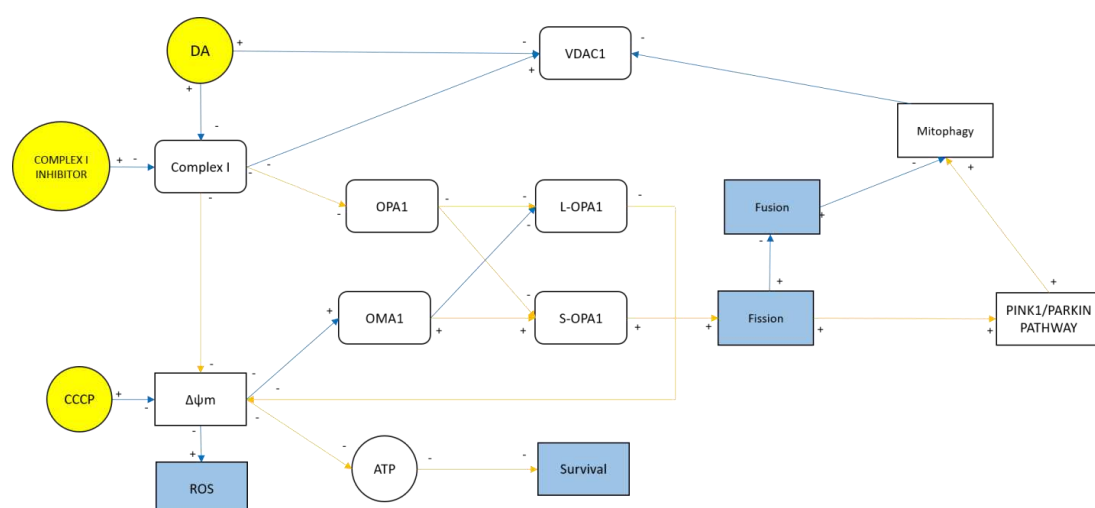 DA
+
-
VDAC1
-
+
+
-
Mitophagy
-
+
COMPLEX I
INHIBITOR
+
-
Complex I
-
-
-
-
OPA1
-
-
-
L-OPA1
-
Fusion
+
-
+
OMA1
+
-
+
S-OPA1
+
+
Fission
+
+
+
+
PINK1/PARKIN
PATHWAY
-
-
-
CCCP
+
-
Δψm
-
-
-
+
ROS
-
ATP
-
-
Survival